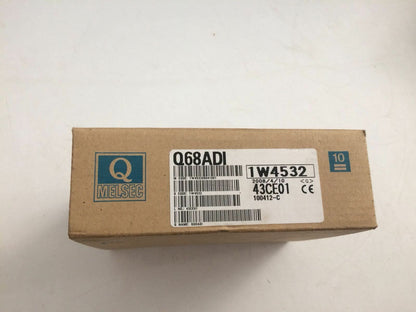 Q
MELSEC
Q68ADI
1W4532
2008/4/10 <Q>
43CE01 CE
100412-C
10